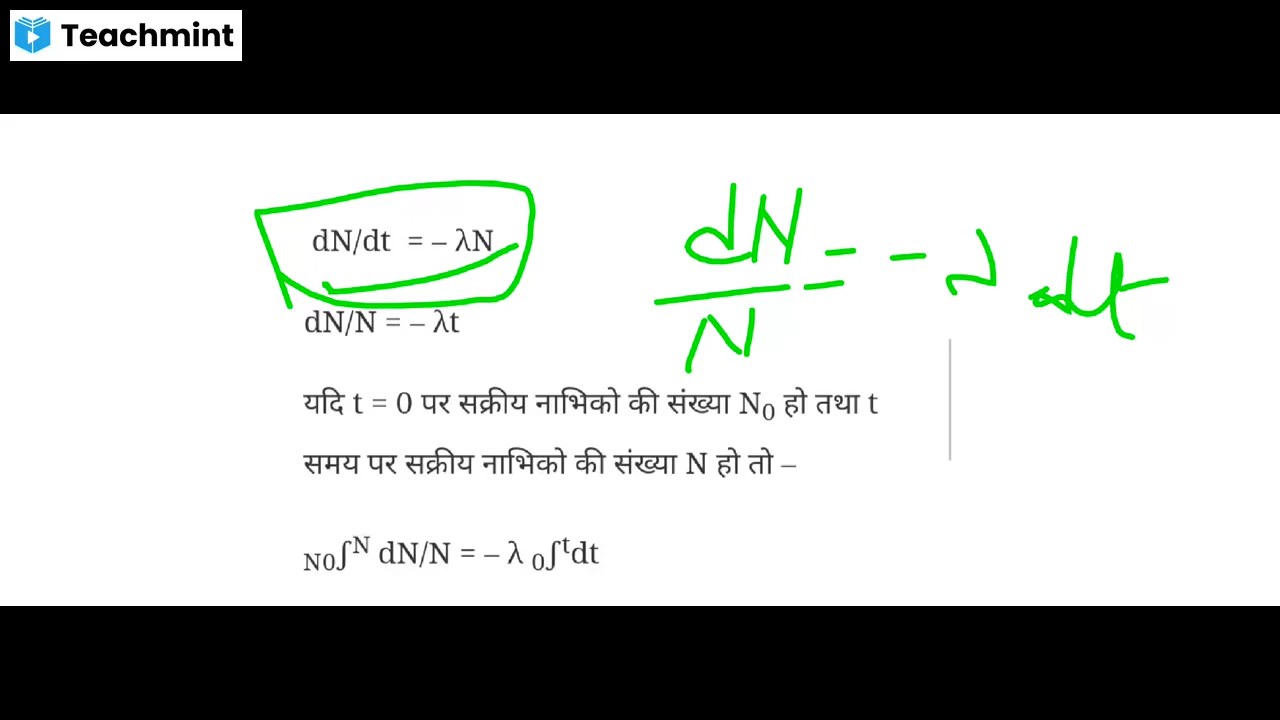 Teachmint
dN/dt = – λN
dN/N = – λ dt
dN/N = – λt
यदि t = 0 पर सक्रीय नाभिको की संख्या N₀ हो तथा t
समय पर सक्रीय नाभिको की संख्या N हो तो –
N0∫ᴺ dN/N = – λ ₀∫ᵗdt